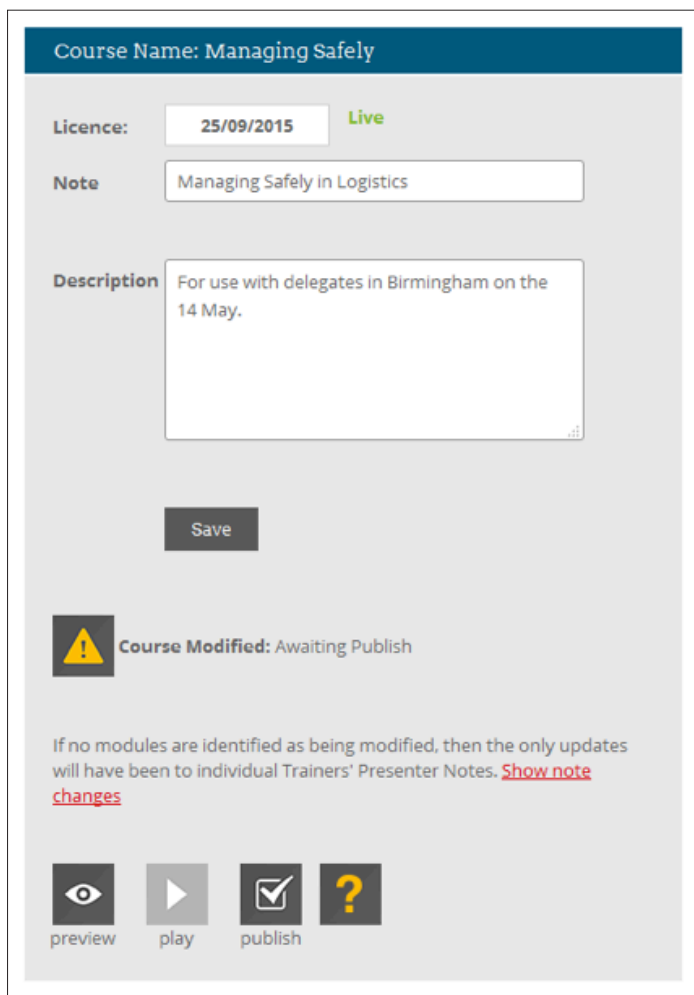 Course Name: Managing Safely
Licence: 25/09/2015 Live
Note Managing Safely in Logistics
Description For use with delegates in Birmingham on the
14 May.
Save
Course Modified: Awaiting Publish
If no modules are identified as being modified, then the only updates
will have been to individual Trainers' Presenter Notes. Show note
changes
?
preview play publish